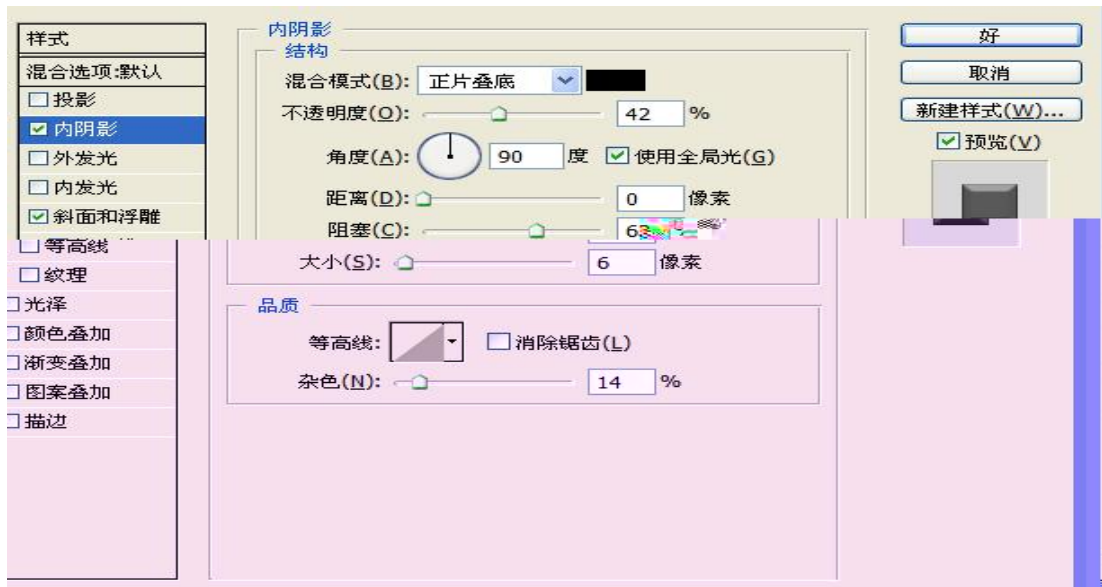 样式
混合选项:默认
投影
内阴影
外发光
内发光
斜面和浮雕
等高线
纹理
光泽
颜色叠加
渐变叠加
图案叠加
描边
内阴影
结构
混合模式(B): 正片叠底
不透明度(O): 42 %
角度(A): 90 度 使用全局光(G)
距离(D): 0 像素
阻塞(C):
大小(S): 6 像素
品质
等高线: 消除锯齿(L)
杂色(N): 14 %
好
取消
新建样式(W)...
预览(V)